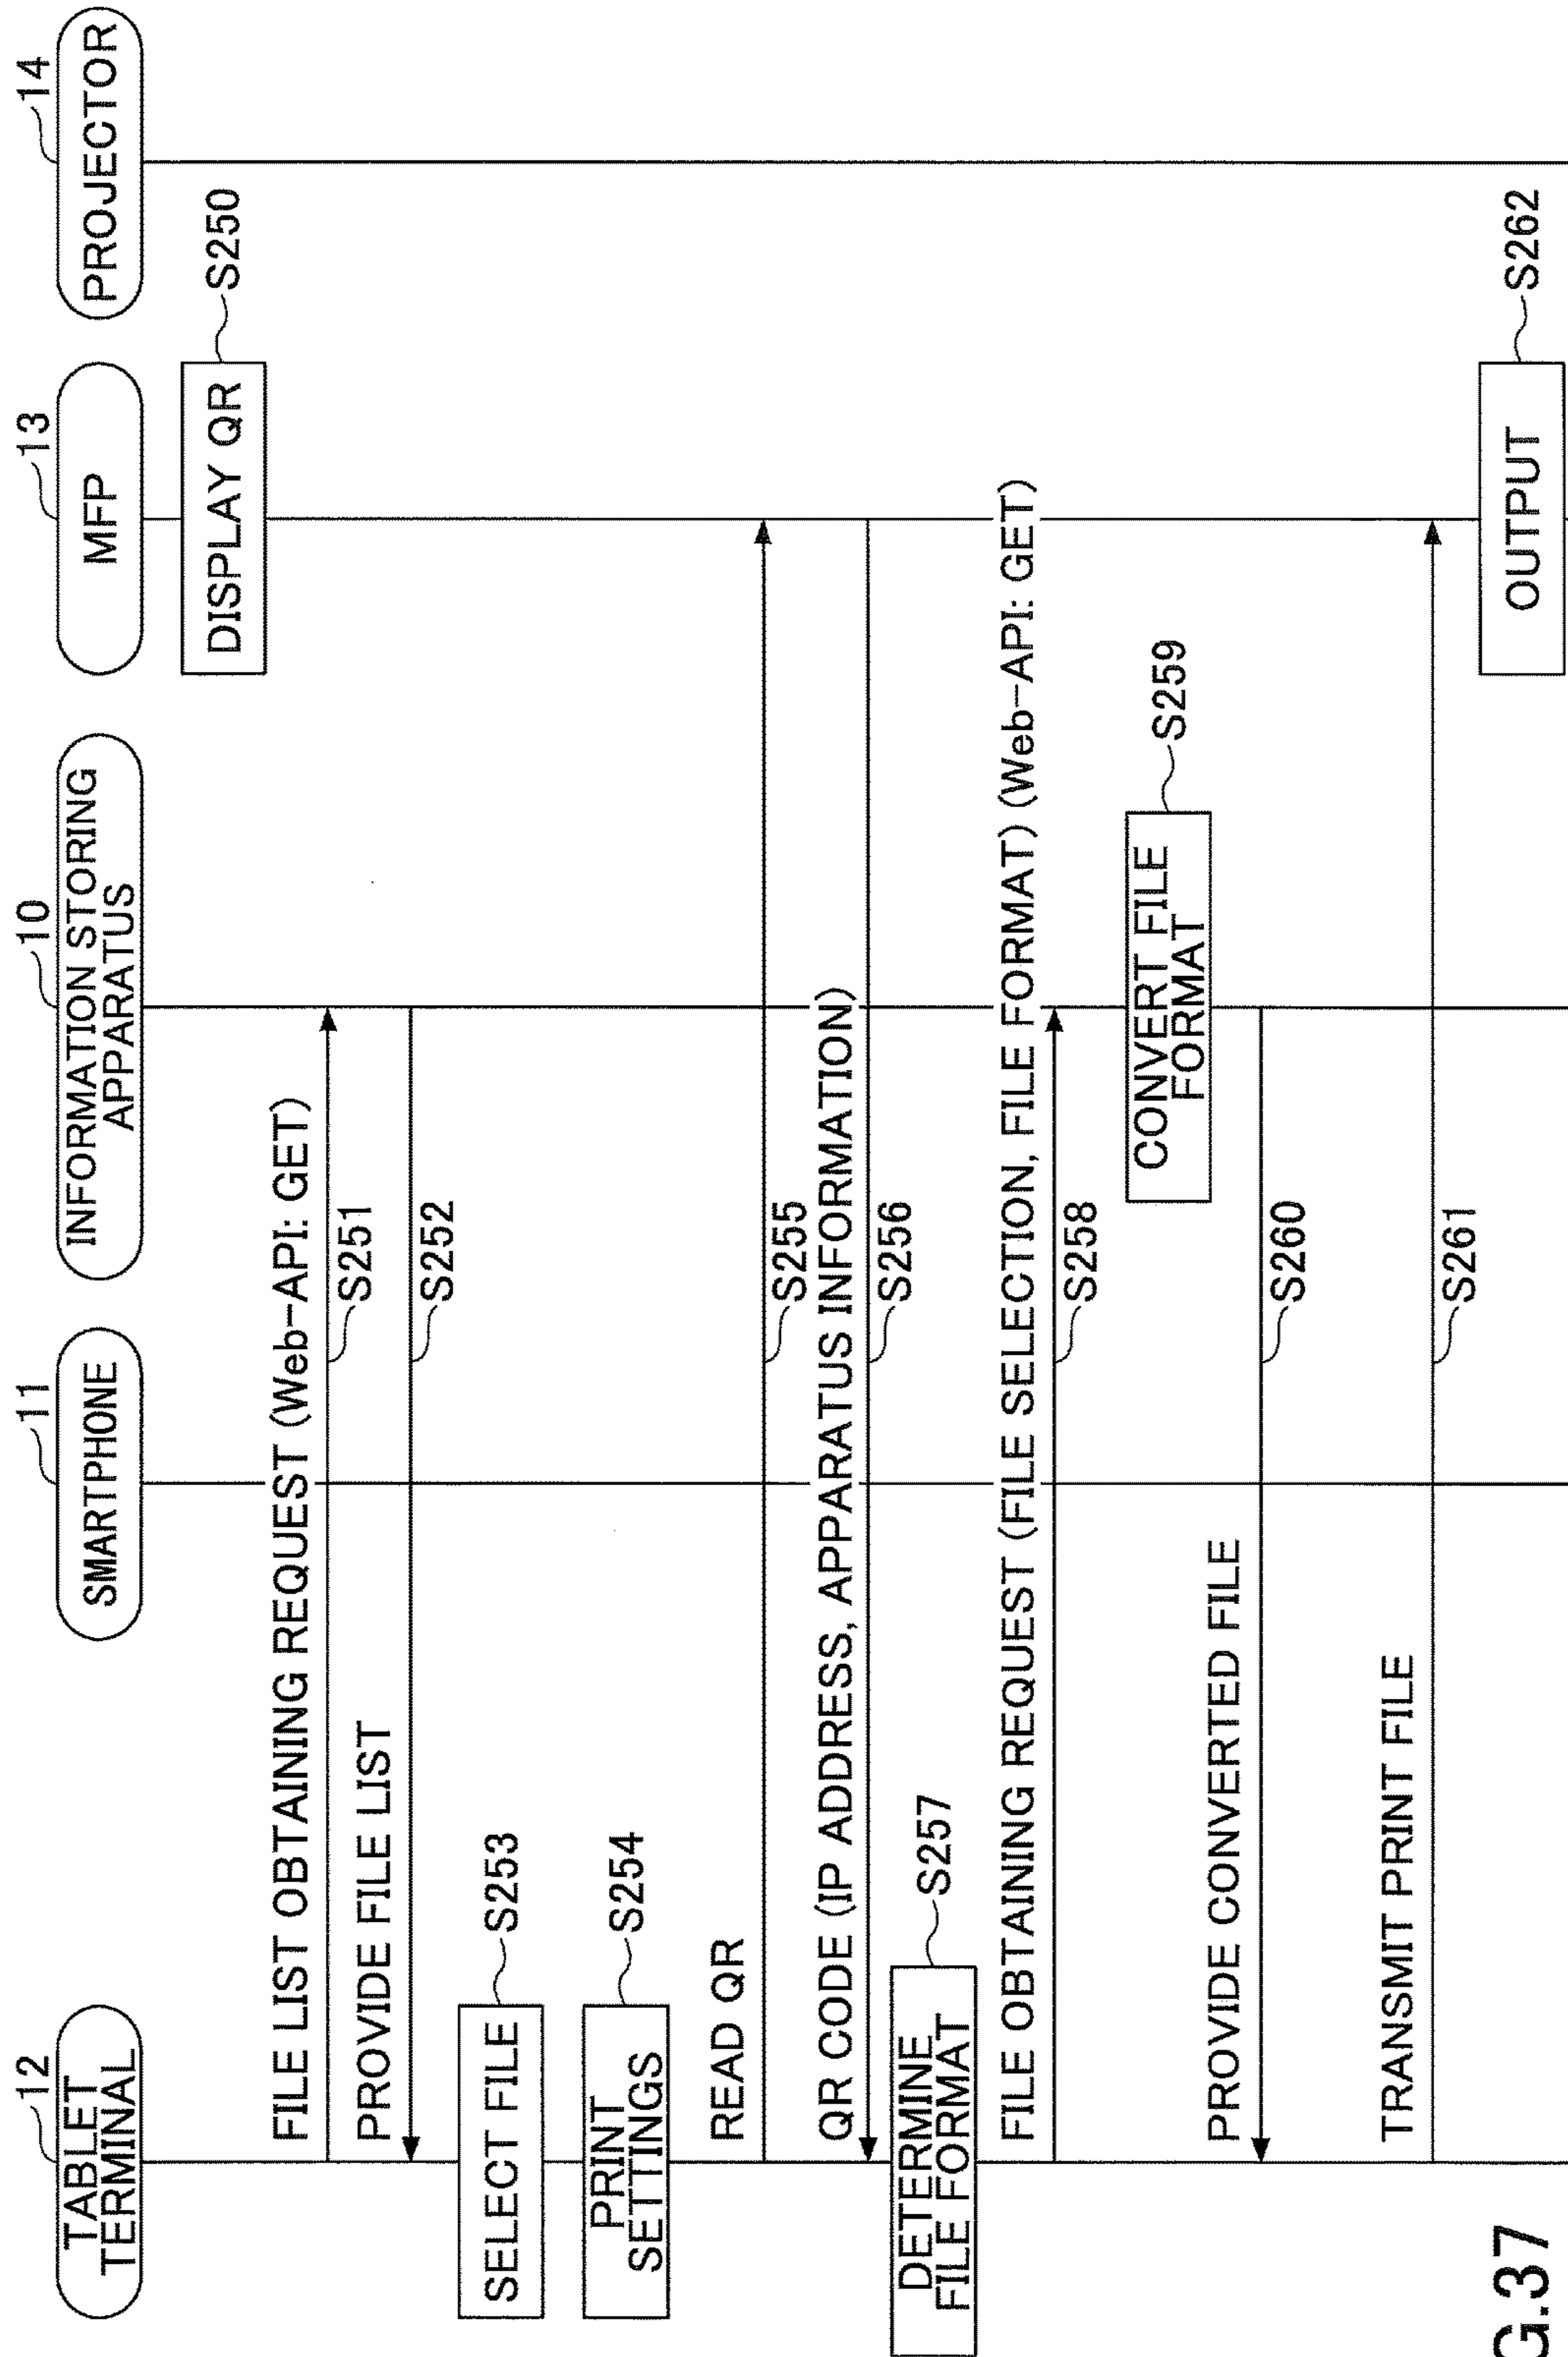 12
TABLET
TERMINAL
11
SMARTPHONE
10
INFORMATION STORING
APPARATUS
13
MFP
14
PROJECTOR
DISPLAY QR
S250
FILE LIST OBTAINING REQUEST (Web-API: GET)
S251
PROVIDE FILE LIST
S252
SELECT FILE
S253
PRINT
SETTINGS
S254
READ QR
S255
QR CODE (IP ADDRESS, APPARATUS INFORMATION)
S256
DETERMINE
FILE FORMAT
S257
FILE OBTAINING REQUEST (FILE SELECTION, FILE FORMAT) (Web-API: GET)
S258
CONVERT FILE
FORMAT
S259
PROVIDE CONVERTED FILE
S260
TRANSMIT PRINT FILE
S261
OUTPUT
S262
G.37